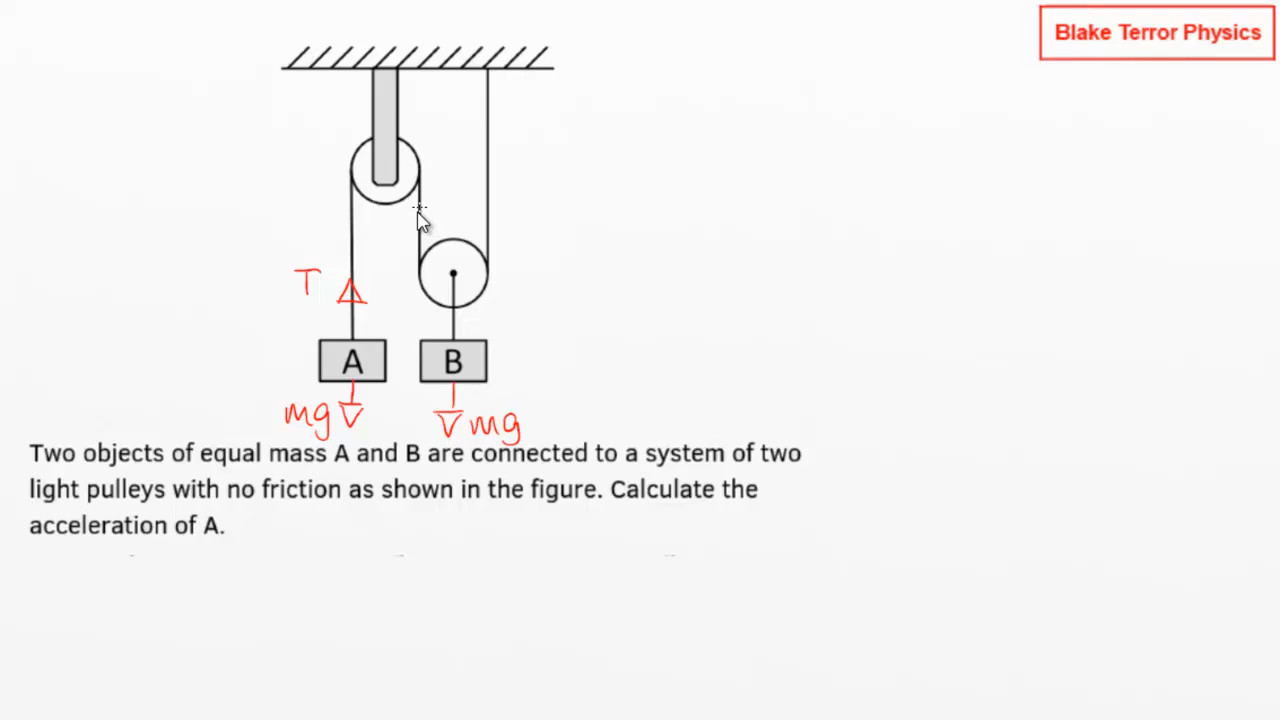 Blake Terror Physics
T
A
B
mg
mg
Two objects of equal mass A and B are connected to a system of two
light pulleys with no friction as shown in the figure. Calculate the
acceleration of A.